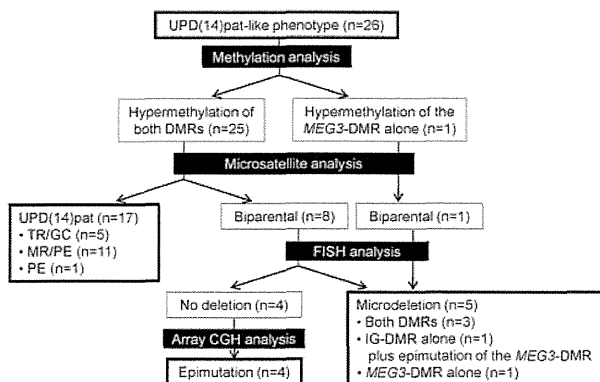 UPD(14)pat-like phenotype (n=26)
Methylation analysis
Hypermethylation of
both DMRs (n=25)
Hypermethylation of the
MEG3-DMR alone (n=1)
Microsatellite analysis
UPD(14)pat (n=17)
• TR/GC (n=5)
• MR/PE (n=11)
• PE (n=1)
Biparental (n=8)
Biparental (n=1)
FISH analysis
No deletion (n=4)
Microdeletion (n=5)
• Both DMRs (n=3)
• IG-DMR alone (n=1)
plus epimutation of the MEG3-DMR
• MEG3-DMR alone (n=1)
Array CGH analysis
Epimutation (n=4)